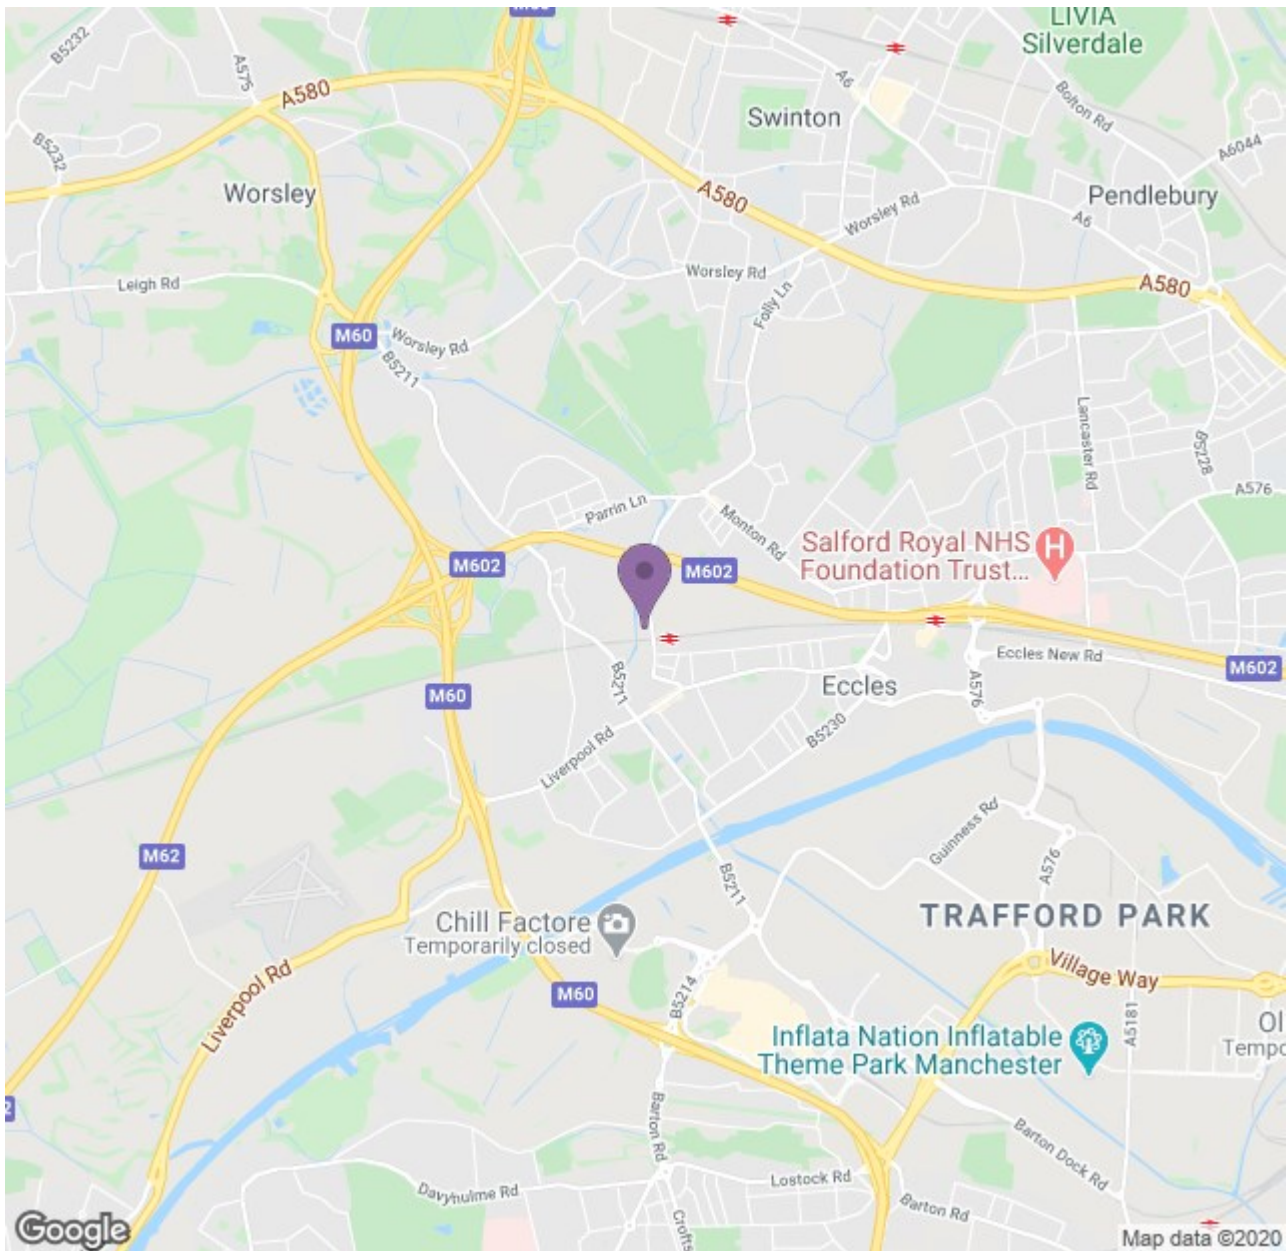 LIVIA
Silverdale
B5232
A575
A580
A6
Bolton Rd
Swinton
A6044
B5232
Worsley
A580
Worsley Rd
Pendlebury
A6
Leigh Rd
Worsley Rd
A580
Folly Ln
M60
Worsley Rd
B5211
Lancaster Rd
B5228
A576
Parrin Ln
Monton Rd
Salford Royal NHS
Foundation Trust...
H
M602
M602
Eccles New Rd
M602
B5211
M60
Eccles
A576
B5230
Liverpool Rd
Guinness Rd
M62
A576
B5211
Chill Factore
Temporarily closed
TRAFFORD PARK
Village Way
Liverpool Rd
M60
B5214
A5181
Ol
Tempo
Inflata Nation Inflatable
Theme Park Manchester
2
Barton Rd
Barton Dock Rd
Lostock Rd
Davyhulme Rd
Barton Rd
Crofts
Google
Map data ©2020